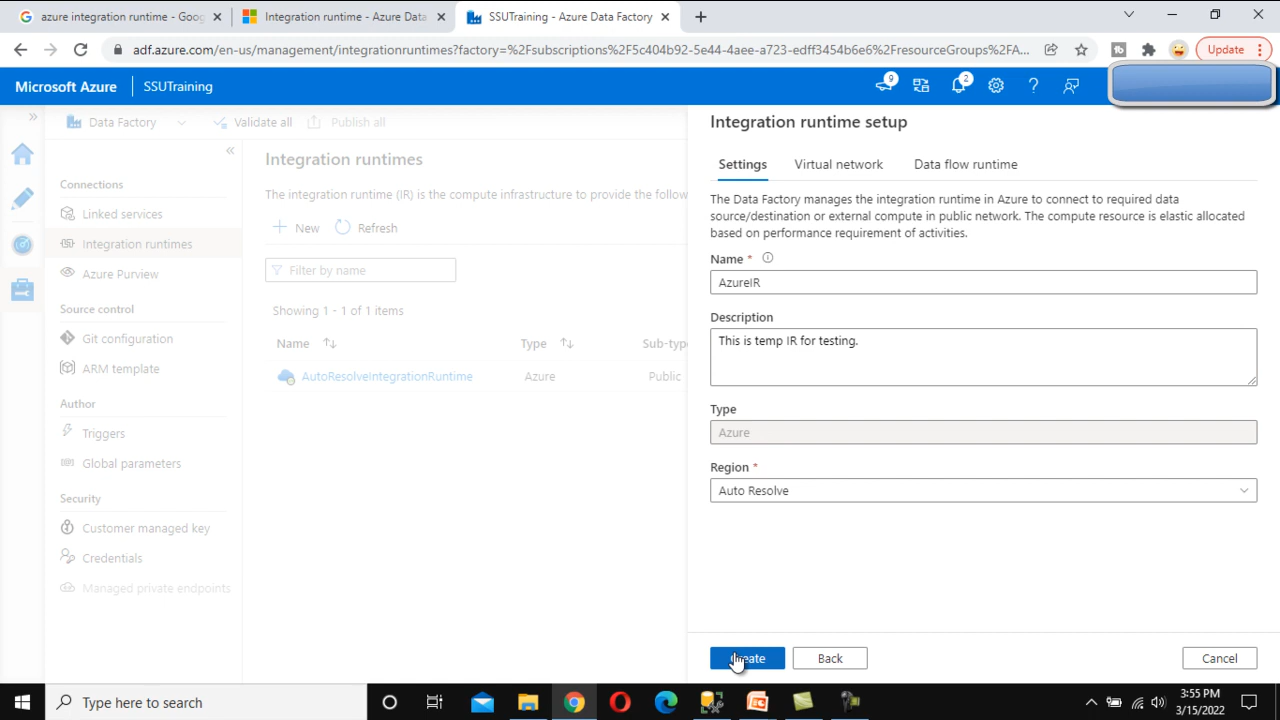 azure integration runtime - Goog
Integration runtime - Azure Data
SSUTraining - Azure Data Factory
adf.azure.com/en-us/management/integrationruntimes?factory=%2Fsubscriptions%2F5c404b92-5e44-4aee-a723-edff3454b6e6%2FresourceGroups%2FA...
Update
Microsoft Azure
SSUTraining
9
2
Data Factory
Validate all
Publish all
Connections
Linked services
Integration runtimes
Azure Purview
Source control
Git configuration
ARM template
Author
Triggers
Global parameters
Security
Customer managed key
Credentials
Managed private endpoints
Integration runtimes
The integration runtime (IR) is the compute infrastructure to provide the follow
New
Refresh
Filter by name
Showing 1 - 1 of 1 items
Name
Type
Sub-type
AutoResolveIntegrationRuntime
Azure
Public
Integration runtime setup
Settings
Virtual network
Data flow runtime
The Data Factory manages the integration runtime in Azure to connect to required data
source/destination or external compute in public network. The compute resource is elastic allocated
based on performance requirement of activities.
Name *
AzureIR
Description
This is temp IR for testing.
Type
Azure
Region *
Auto Resolve
Create
Back
Cancel
Type here to search
3:55 PM
3/15/2022